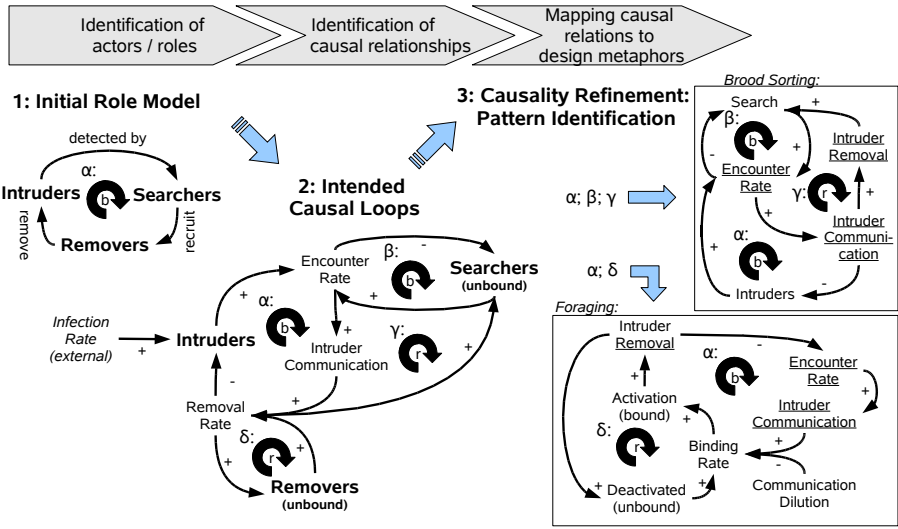 Identification of
actors / roles
Identification of
causal relationships
Mapping causal
relations to
design metaphors
1: Initial Role Model
detected by
α:
b
Intruders
Searchers
remove
recruit
Removers
2: Intended
Causal Loops
Encounter
Rate
-
β:
b
Searchers
(unbound)
+
+
α:
b
+
γ:
r
Infection
Rate
(external)
+
Intruders
Intruder
Communication
+
-
+
Removal
Rate
δ:
r
+
+
Removers
(unbound)
3: Causality Refinement:
Pattern Identification
α; β; γ
α; δ
Brood Sorting:
Search
+
β:
b
-
+
Intruder
Removal
Encounter
Rate
γ:
r
+
+
Intruder
Communi-
cation
α:
b
+
-
Intruders
Foraging:
Intruder
Removal
-
α:
b
Encounter
Rate
+
+
Activation
(bound)
Intruder
Communication
+
δ:
r
+
Binding
Rate
-
+
Deactivated
(unbound)
+
Communication
Dilution